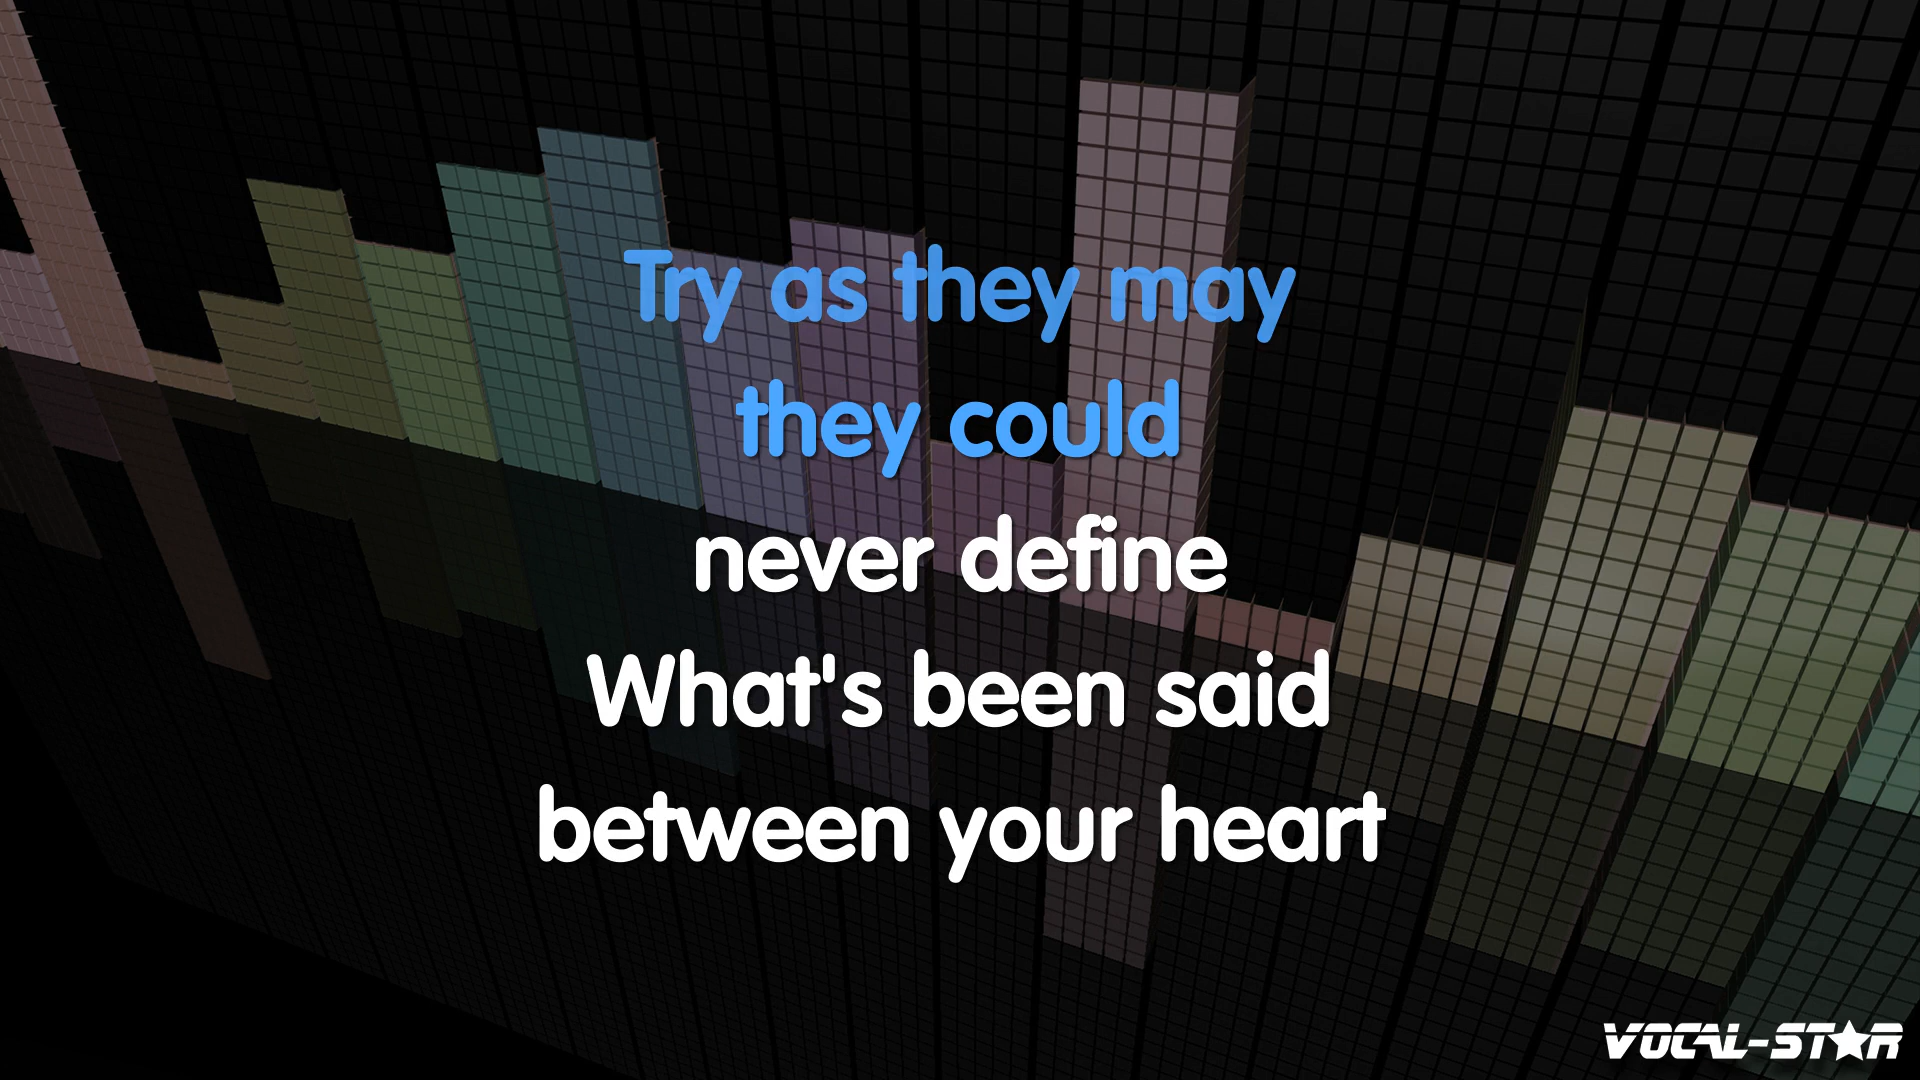 Try as they may
they could
never define
What's been said
between your heart
VOCAL-STAR